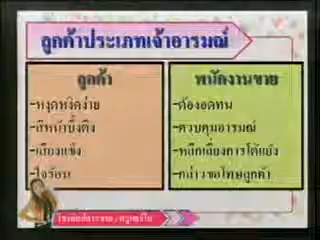 ลูกค้าประเภทเจ้าอารมณ์
ลูกค้า
-หงุดหงิดง่าย
-สีหน้าบึ้งตึง
-เสียงแข็ง
-ใจร้อน
พนักงานขาย
-ต้องอดทน
-ควบคุมอารมณ์
-หลีกเลี่ยงการโต้แย้ง
-กล่าวขอโทษลูกค้า